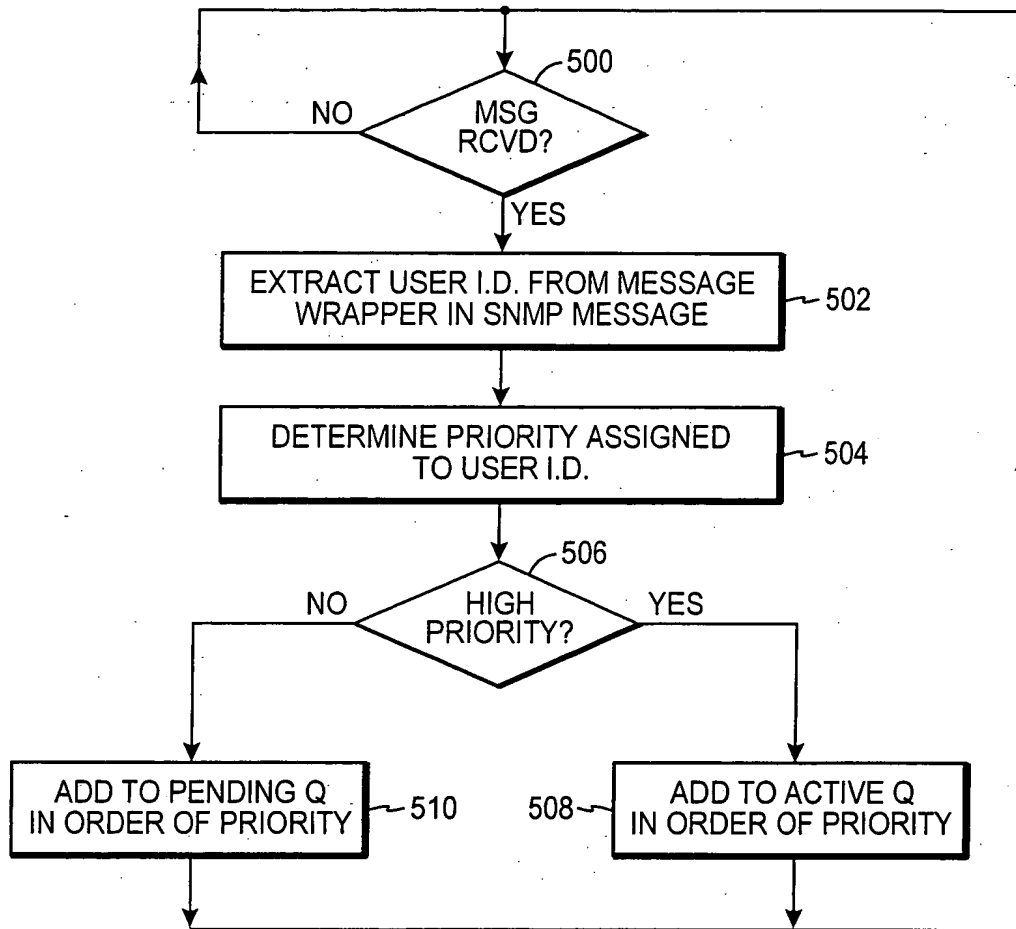 500
NO
MSG
RCVD?
YES
EXTRACT USER I.D. FROM MESSAGE
WRAPPER IN SNMP MESSAGE
502
DETERMINE PRIORITY ASSIGNED
TO USER I.D.
504
506
NO
HIGH
PRIORITY?
YES
ADD TO PENDING Q
IN ORDER OF PRIORITY
510
508
ADD TO ACTIVE Q
IN ORDER OF PRIORITY